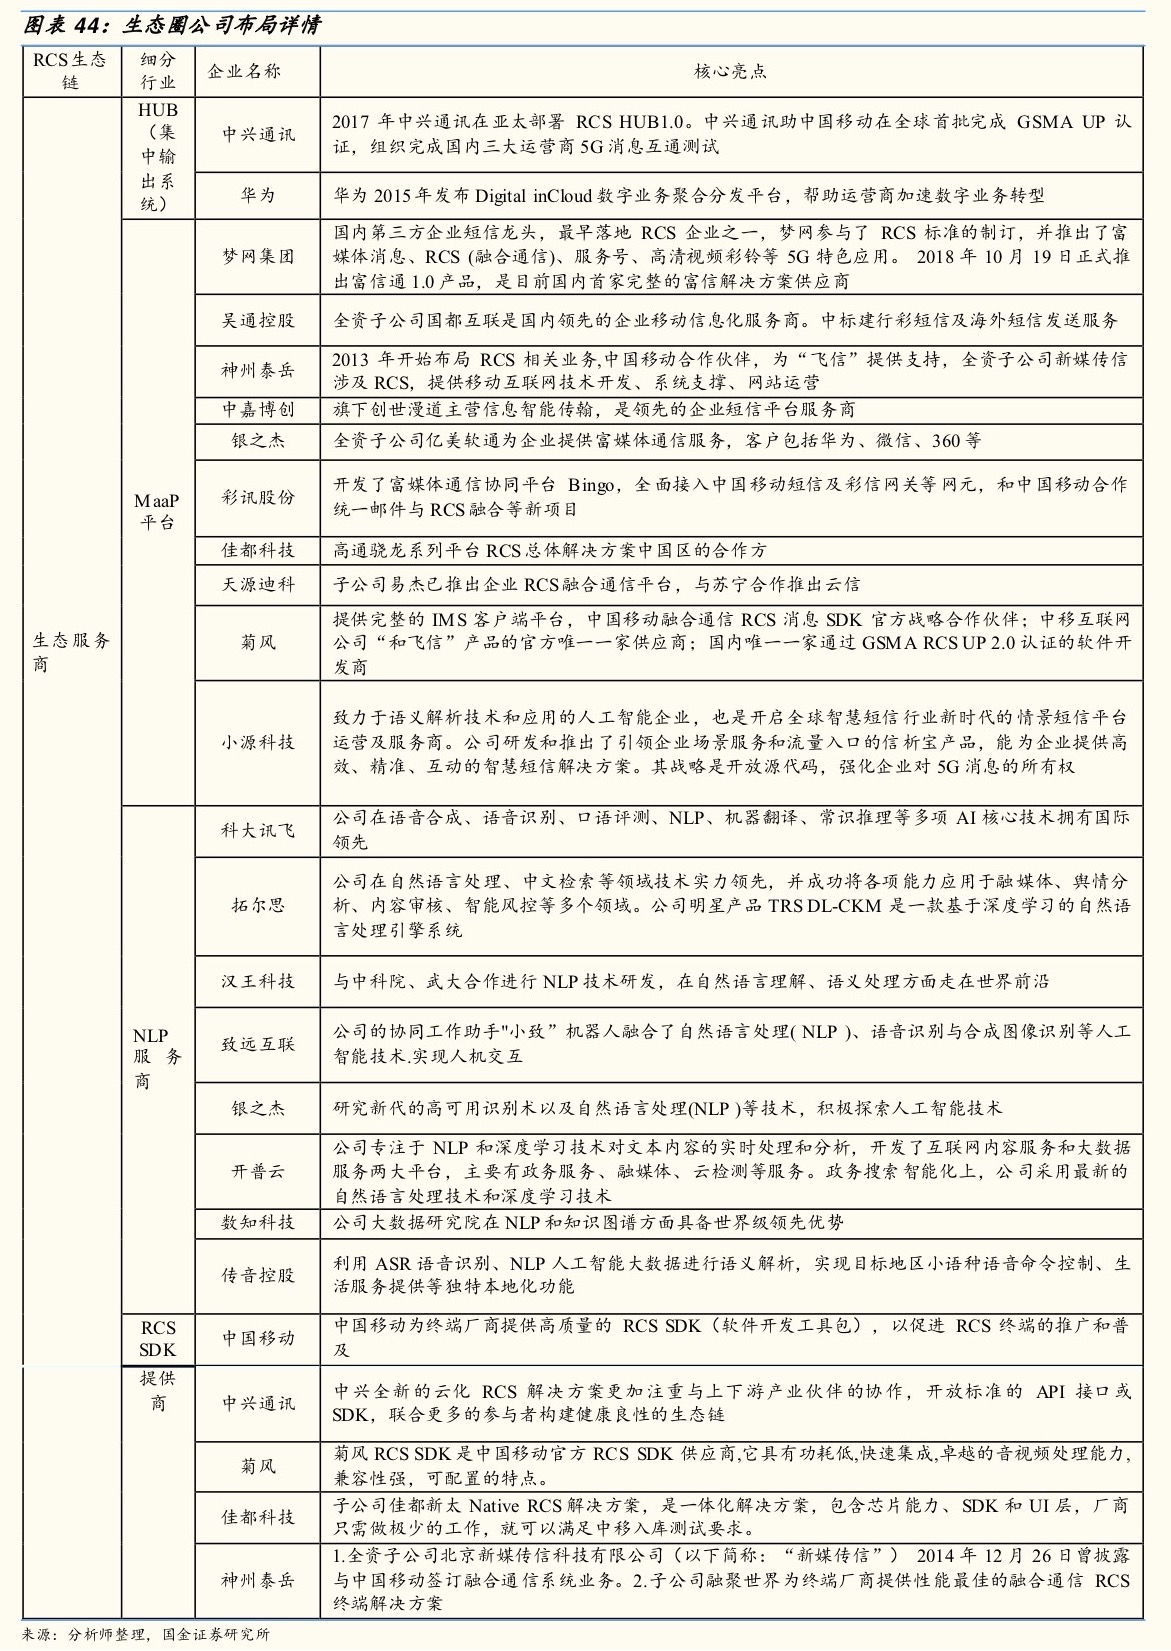 图表 44：生态圈公司布局详情
RCS生态
链
细分
行业
企业名称
核心亮点
生态服务
商
HUB
（集
中输
出系
统）
中兴通讯
2017 年中兴通讯在亚太部署 RCS HUB1.0。中兴通讯助中国移动在全球首批完成 GSMA UP 认
证，组织完成国内三大运营商5G消息互通测试
华为
华为2015年发布Digital inCloud数字业务聚合分发平台，帮助运营商加速数字业务转型
MaaP
平台
梦网集团
国内第三方企业短信龙头，最早落地 RCS 企业之一，梦网参与了 RCS 标准的制订，并推出了富
媒体消息、RCS (融合通信)、服务号、高清视频彩铃等 5G 特色应用。 2018 年 10 月 19 日正式推
出富信通1.0产品，是目前国内首家完整的富信解决方案供应商
吴通控股
全资子公司国都互联是国内领先的企业移动信息化服务商。中标建行彩短信及海外短信发送服务
神州泰岳
2013 年开始布局 RCS 相关业务,中国移动合作伙伴，为“飞信”提供支持，全资子公司新媒传信
涉及RCS，提供移动互联网技术开发、系统支撑、网站运营
中嘉博创
旗下创世漫道主营信息智能传输，是领先的企业短信平台服务商
银之杰
全资子公司亿美软通为企业提供富媒体通信服务，客户包括华为、微信、360等
彩讯股份
开发了富媒体通信协同平台 Bingo，全面接入中国移动短信及彩信网关等网元，和中国移动合作
统一邮件与RCS融合等新项目
佳都科技
高通骁龙系列平台RCS总体解决方案中国区的合作方
天源迪科
子公司易杰已推出企业RCS融合通信平台，与苏宁合作推出云信
菊风
提供完整的 IMS 客户端平台，中国移动融合通信 RCS 消息 SDK 官方战略合作伙伴；中移互联网
公司“和飞信”产品的官方唯一一家供应商；国内唯一一家通过GSMA RCS UP 2.0认证的软件开
发商
小源科技
致力于语义解析技术和应用的人工智能企业，也是开启全球智慧短信行业新时代的情景短信平台
运营及服务商。公司研发和推出了引领企业场景服务和流量入口的信析宝产品，能为企业提供高
效、精准、互动的智慧短信解决方案。其战略是开放源代码，强化企业对5G消息的所有权
NLP
服 务
商
科大讯飞
公司在语音合成、语音识别、口语评测、NLP、机器翻译、常识推理等多项 AI核心技术拥有国际
领先
拓尔思
公司在自然语言处理、中文检索等领域技术实力领先，并成功将各项能力应用于融媒体、舆情分
析、内容审核、智能风控等多个领域。公司明星产品TRS DL-CKM 是一款基于深度学习的自然语
言处理引擎系统
汉王科技
与中科院、武大合作进行NLP技术研发，在自然语言理解、语义处理方面走在世界前沿
致远互联
公司的协同工作助手"小致”机器人融合了自然语言处理( NLP )、语音识别与合成图像识别等人工
智能技术.实现人机交互
银之杰
研究新代的高可用识别术以及自然语言处理(NLP )等技术，积极探索人工智能技术
开普云
公司专注于 NLP 和深度学习技术对文本内容的实时处理和分析，开发了互联网内容服务和大数据
服务两大平台，主要有政务服务、融媒体、云检测等服务。政务搜索智能化上，公司采用最新的
自然语言处理技术和深度学习技术
数知科技
公司大数据研究院在NLP和知识图谱方面具备世界级领先优势
传音控股
利用 ASR 语音识别、NLP 人工智能大数据进行语义解析，实现目标地区小语种语音命令控制、生
活服务提供等独特本地化功能
RCS
SDK
提供
商
中国移动
中国移动为终端厂商提供高质量的 RCS SDK（软件开发工具包），以促进 RCS 终端的推广和普
及
中兴通讯
中兴全新的云化 RCS 解决方案更加注重与上下游产业伙伴的协作，开放标准的 API 接口或
SDK，联合更多的参与者构建健康良性的生态链
菊风
菊风RCS SDK是中国移动官方 RCS SDK 供应商,它具有功耗低,快速集成,卓越的音视频处理能力,
兼容性强，可配置的特点。
佳都科技
子公司佳都新太 Native RCS解决方案，是一体化解决方案，包含芯片能力、SDK 和 UI 层，厂商
只需做极少的工作，就可以满足中移入库测试要求。
神州泰岳
1.全资子公司北京新媒传信科技有限公司（以下简称：“新媒传信”） 2014 年 12 月 26 日曾披露
与中国移动签订融合通信系统业务。2.子公司融聚世界为终端厂商提供性能最佳的融合通信 RCS
终端解决方案
来源：分析师整理，国金证券研究所